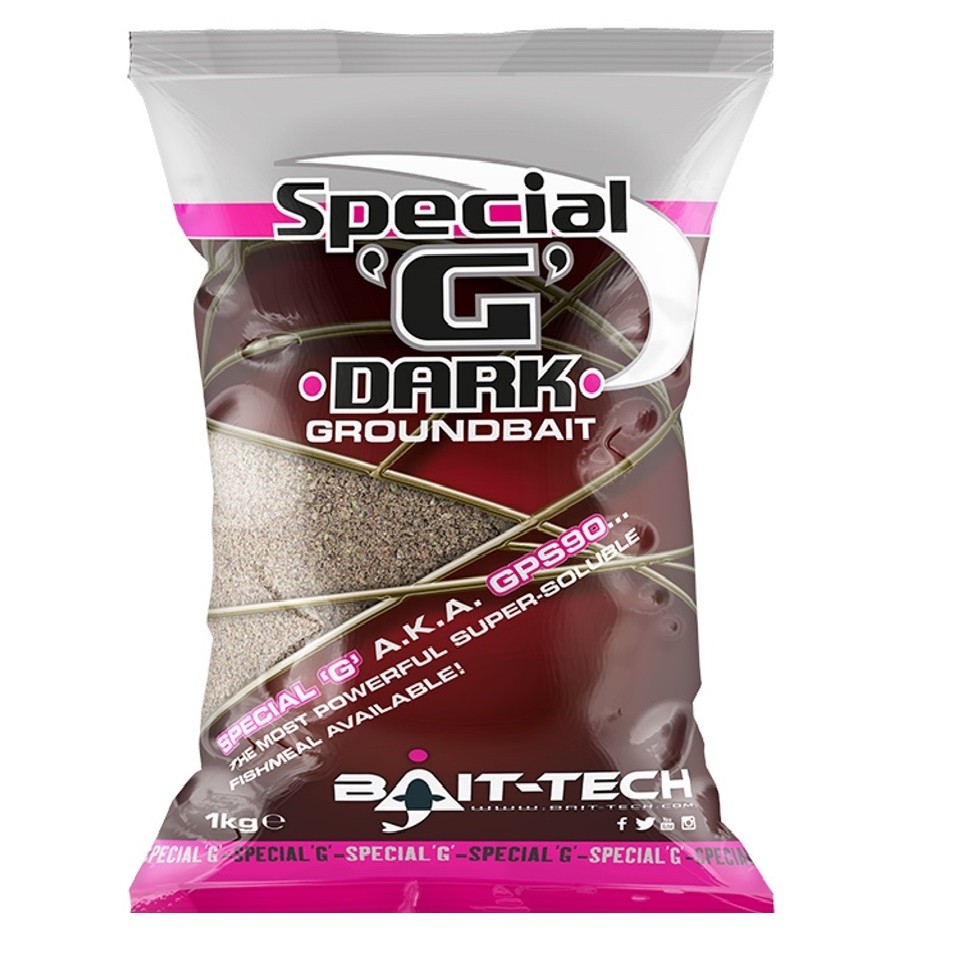 Special
'G'
•DARK•
GROUNDBAIT
SPECIAL 'G' A.K.A. GPS90...
THE MOST POWERFUL SUPER-SOLUBLE
FISHMEAL AVAILABLE!
BAIT-TECH
WWW.BAIT-TECH.COM
1kg℮
SPECIAL 'G'-SPECIAL 'G'-SPECIAL 'G'-SPECIAL 'G'-SPECIAL 'G'-SPECIAL